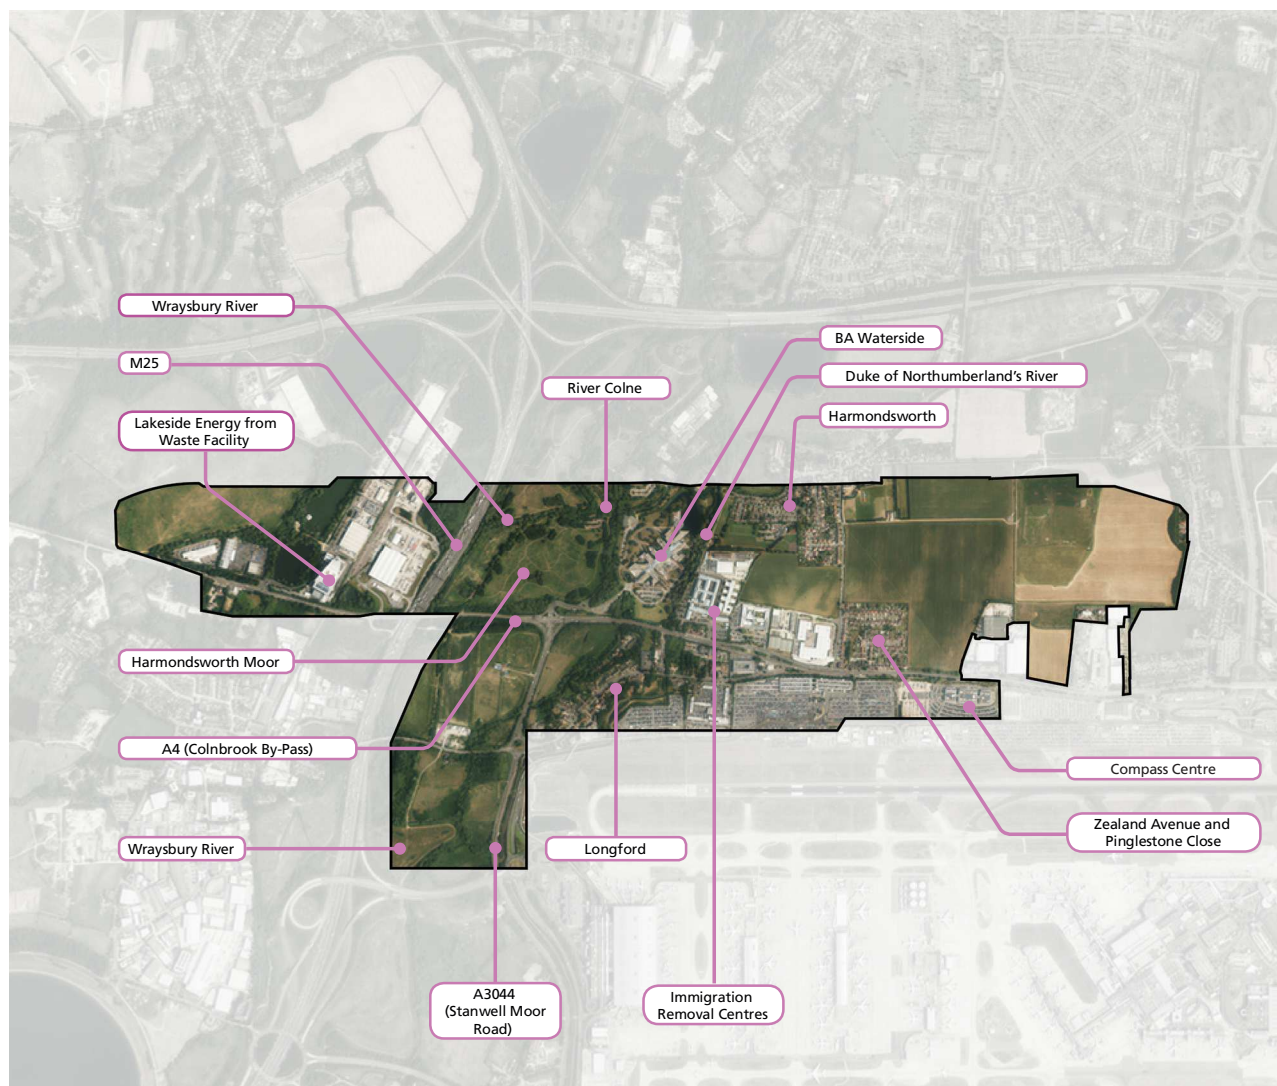 Wraysbury River
BA Waterside
M25
River Colne
Duke of Northumberland's River
Lakeside Energy from
Waste Facility
Harmondsworth
Harmondsworth Moor
A4 (Colnbrook By-Pass)
Compass Centre
Zealand Avenue and
Pinglestone Close
Wraysbury River
Longford
A3044
(Stanwell Moor
Road)
Immigration
Removal Centres